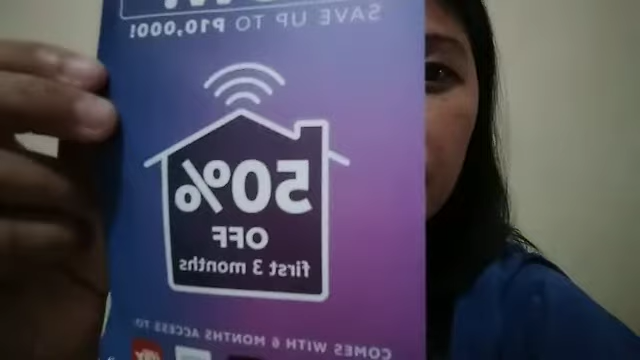 SAVE UP TO P10,000!
50%
OFF
first 3 months
COMES WITH 6 MONTHS ACCESS TO: